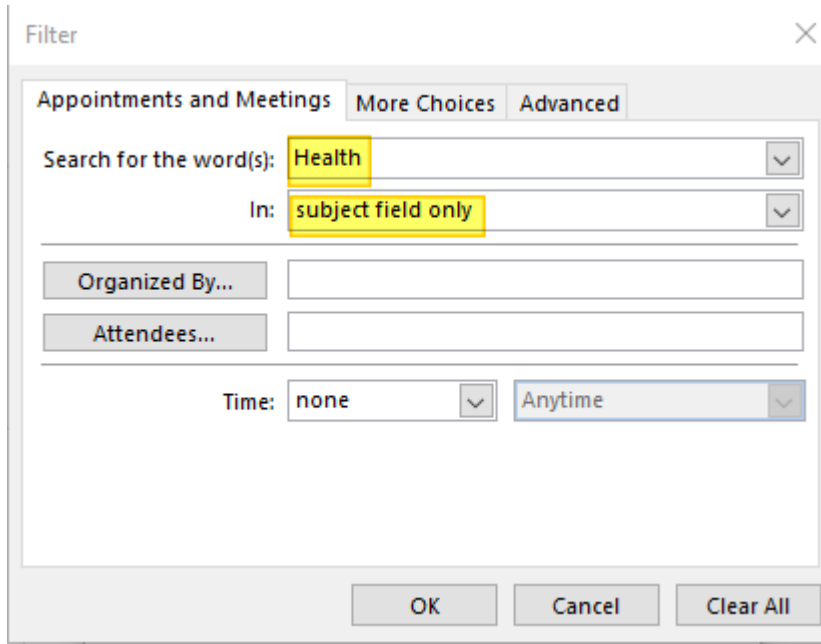 Filter
Appointments and Meetings More Choices Advanced
Search for the word(s): Health
In: subject field only
Organized By...
Attendees...
Time: none Anytime
OK Cancel Clear All